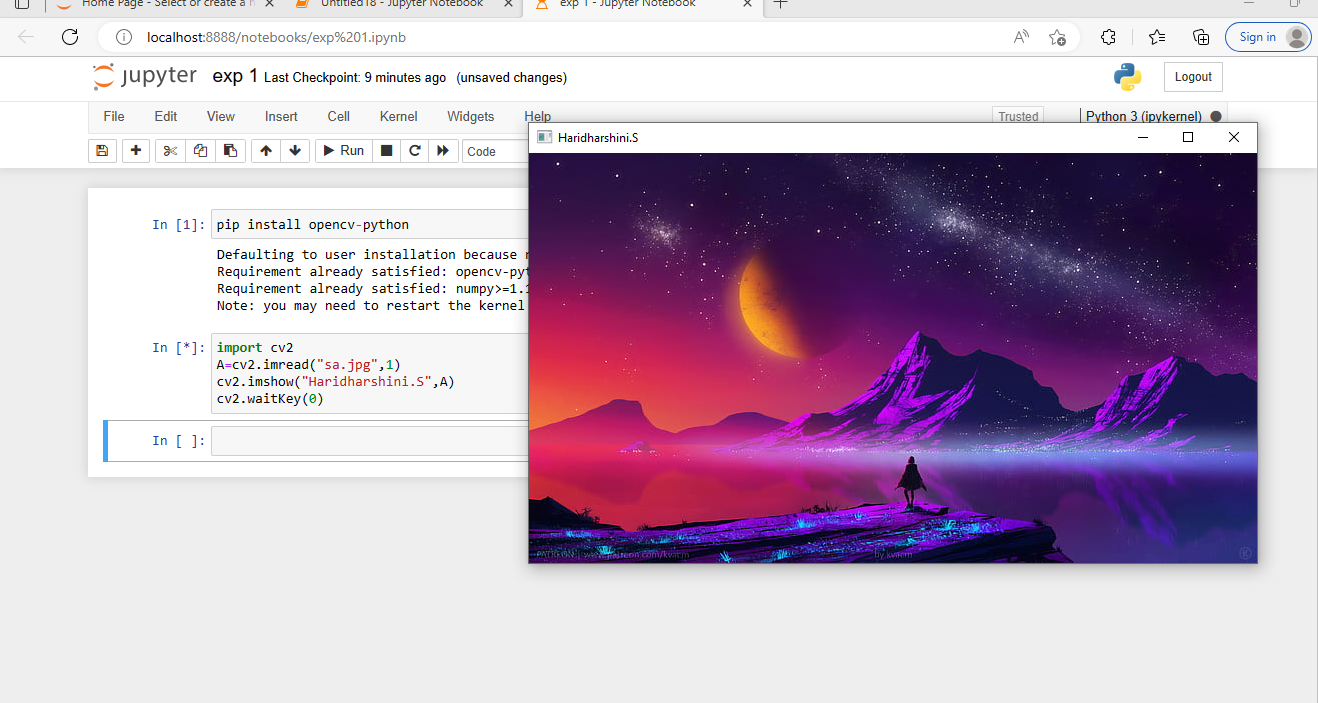 Home Page - Select or create a n
Untitled18 - Jupyter Notebook
exp 1 - Jupyter Notebook
localhost:8888/notebooks/exp%201.ipynb
Sign in
jupyter exp 1 Last Checkpoint: 9 minutes ago (unsaved changes)
Logout
File Edit View Insert Cell Kernel Widgets Help
Trusted
Python 3 (ipykernel)
Run
Code
Haridharshini.S
In [1]: pip install opencv-python
Defaulting to user installation because
Requirement already satisfied: opencv-pyt
Requirement already satisfied: numpy>=1.1
Note: you may need to restart the kernel
In [*]: import cv2
A=cv2.imread("sa.jpg",1)
cv2.imshow("Haridharshini.S",A)
cv2.waitKey(0)
In [ ]:
www.patreon.com/kvacm
by kvacm